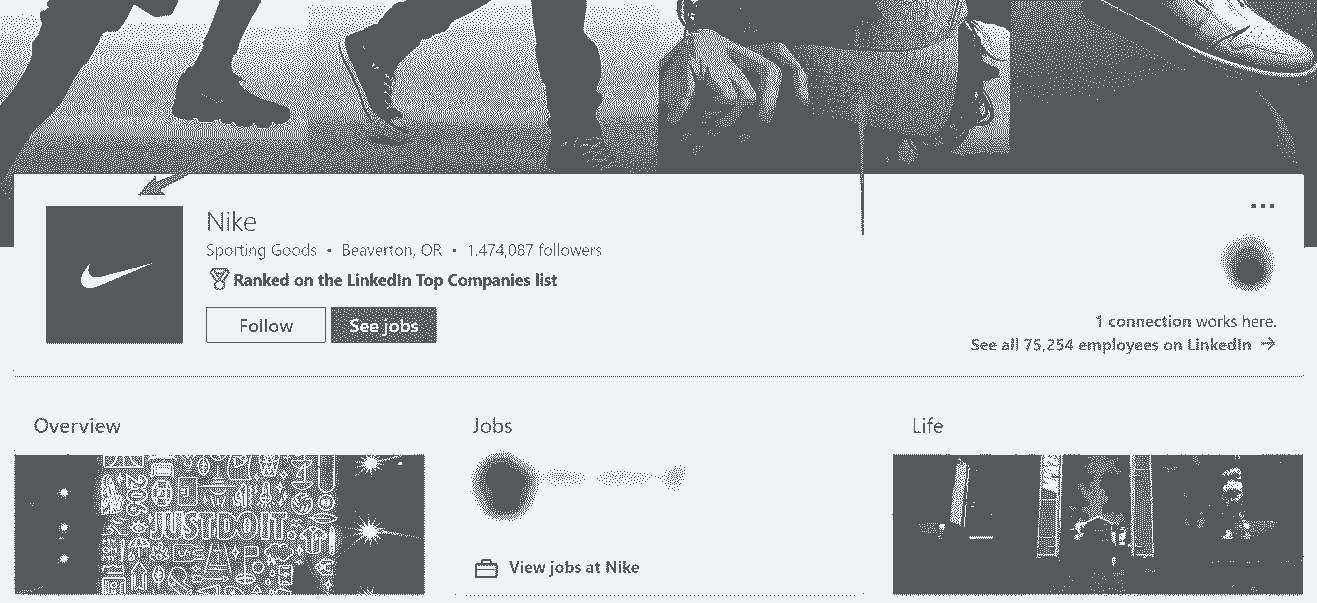 Nike
Sporting Goods • Beaverton, OR • 1,474,087 followers
Ranked on the LinkedIn Top Companies list
Follow
See jobs
1 connection works here.
See all 75,254 employees on LinkedIn →
Overview
Jobs
Life
JUST DO IT
View jobs at Nike